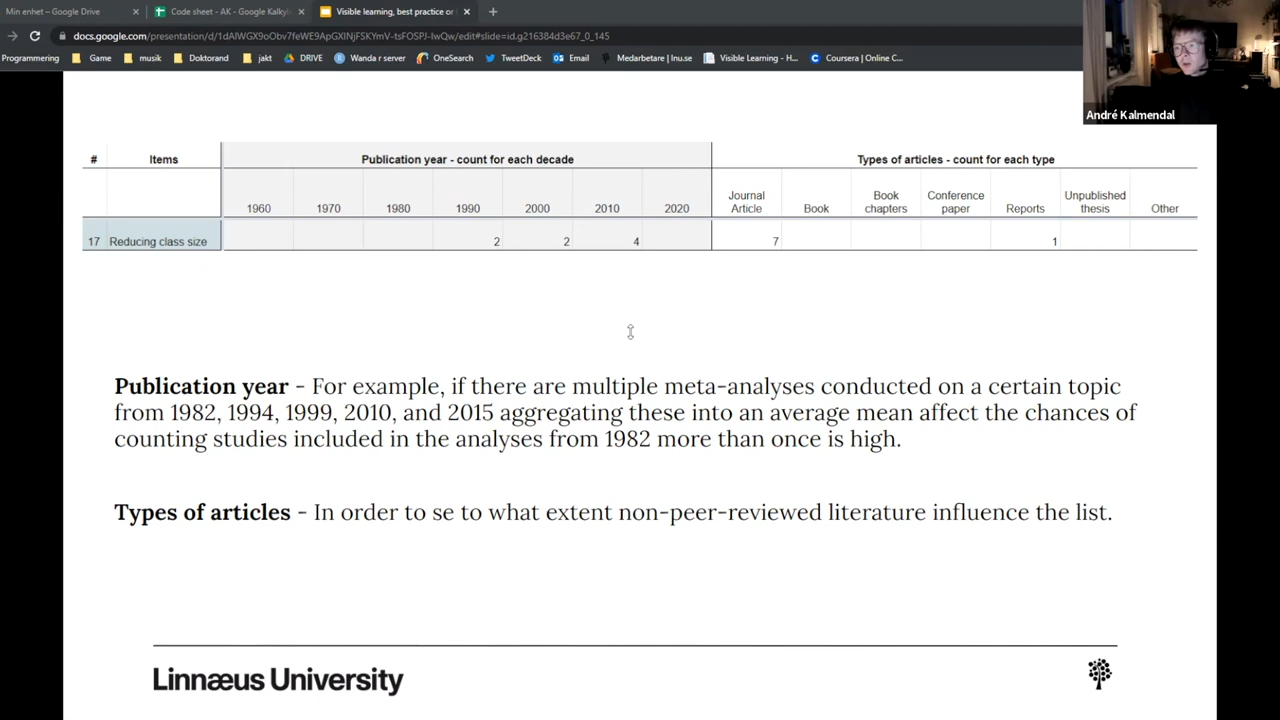 Min enhet – Google Drive
Code sheet - AK - Google Kalkyl
Visible learning, best practice or
docs.google.com/presentation/d/1dAIWGX9oObv7feWE9ApGXlNjFSKYmV-tsFOSPJ-IwQw/edit#slide=id.g216384d3e67_0_145
Programmering Game musik Doktorand jakt DRIVE Wanda r server OneSearch TweetDeck Email Medarbetare | lnu.se Visible Learning - H... Coursera | Online C...
André Kalmendal
# Items Publication year - count for each decade Types of articles - count for each type
1960 1970 1980 1990 2000 2010 2020 Journal Article Book Book chapters Conference paper Reports Unpublished thesis Other
17 Reducing class size 2 2 4 7 1
Publication year - For example, if there are multiple meta-analyses conducted on a certain topic
from 1982, 1994, 1999, 2010, and 2015 aggregating these into an average mean affect the chances of
counting studies included in the analyses from 1982 more than once is high.
Types of articles - In order to se to what extent non-peer-reviewed literature influence the list.
Linnæus University